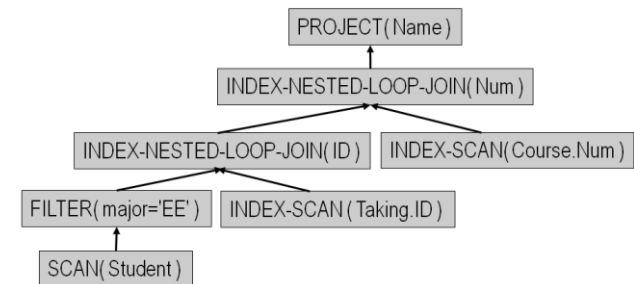 PROJECT(Name)
INDEX-NESTED-LOOP-JOIN(Num)
INDEX-NESTED-LOOP-JOIN(ID)
INDEX-SCAN(Course.Num)
FILTER(major='EE')
INDEX-SCAN(Taking.ID)
SCAN(Student)